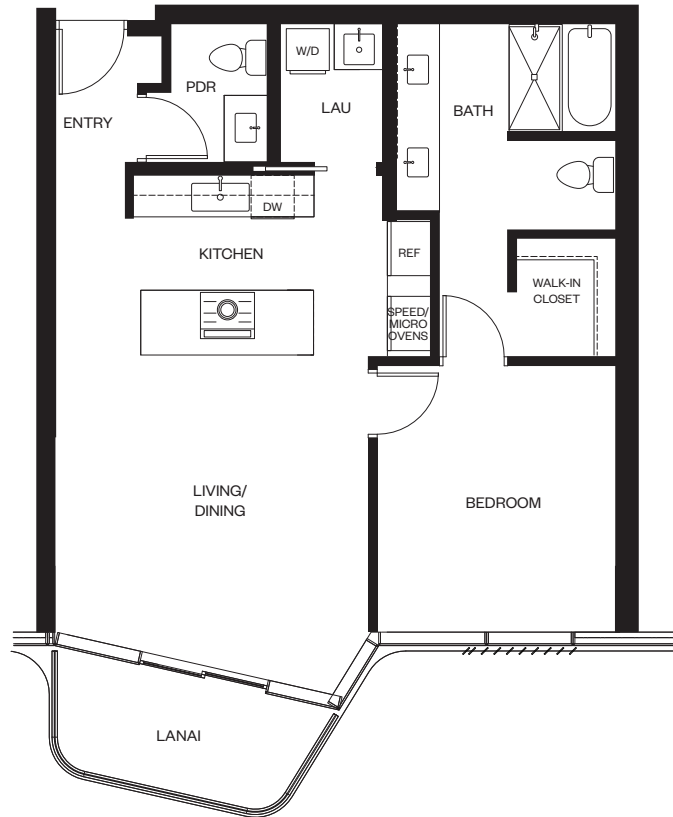 W/D
PDR
LAU
BATH
ENTRY
DW
KITCHEN
REF
WALK-IN
CLOSET
SPEED/
MICRO
OVENS
LIVING/
DINING
BEDROOM
LANAI